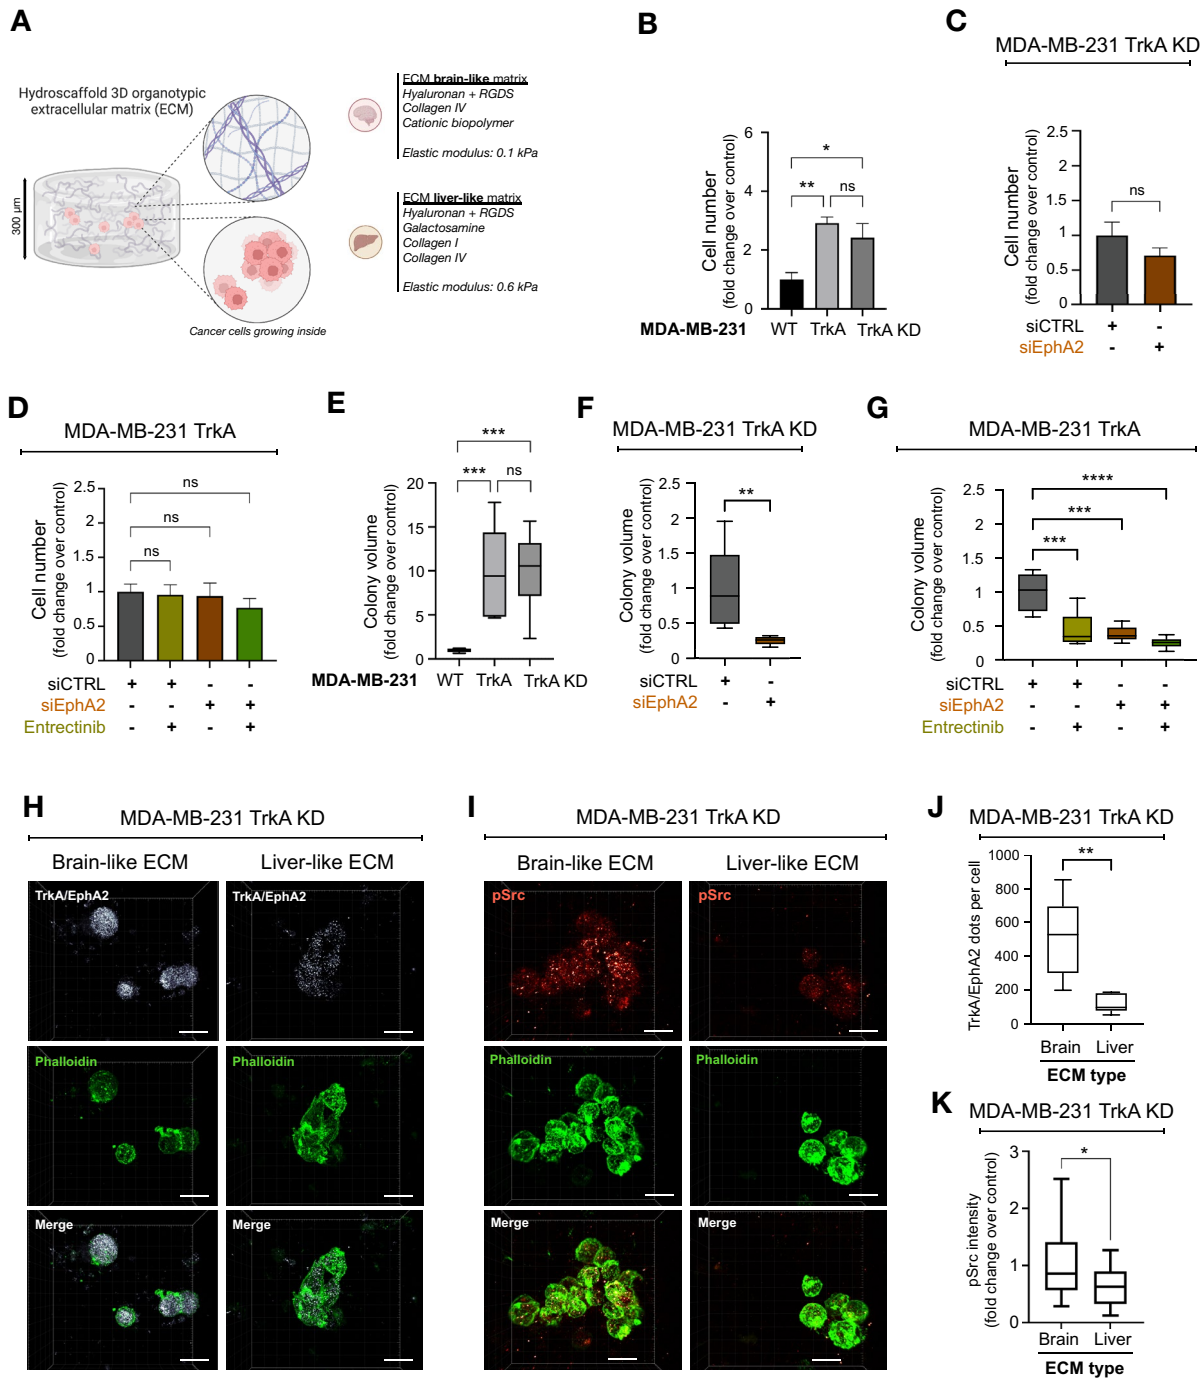 A
Hydroscaffold 3D organotypic
extracellular matrix (ECM)
300 µm
Cancer cells growing inside
ECM brain-like matrix
Hyaluronan + RGDS
Collagen IV
Cationic biopolymer
Elastic modulus: 0.1 kPa
ECM liver-like matrix
Hyaluronan + RGDS
Galactosamine
Collagen I
Collagen IV
Elastic modulus: 0.6 kPa
B
Cell number
(fold change over control)
6
4
2
0
*
**
ns
MDA-MB-231
WT
TrkA
TrkA KD
C
MDA-MB-231 TrkA KD
Cell number
(fold change over control)
2.5
2
1.5
1
0.5
0
ns
siCTRL + -
siEphA2 - +
D
MDA-MB-231 TrkA
Cell number
(fold change over control)
2.5
2
1.5
1
0.5
0
ns
ns
ns
siCTRL + + - -
siEphA2 - - + +
Entrectinib - + - +
E
Colony volume
(fold change over control)
20
15
10
5
0
***
***
ns
MDA-MB-231
WT
TrkA
TrkA KD
F
MDA-MB-231 TrkA KD
Colony volume
(fold change over control)
2.5
2
1.5
1
0.5
0
**
siCTRL + -
siEphA2 - +
G
MDA-MB-231 TrkA
Colony volume
(fold change over control)
2.5
2
1.5
1
0.5
0
****
***
***
siCTRL + + - -
siEphA2 - - + +
Entrectinib - + - +
H
MDA-MB-231 TrkA KD
Brain-like ECM
Liver-like ECM
TrkA/EphA2
TrkA/EphA2
Phalloidin
Phalloidin
Merge
Merge
I
MDA-MB-231 TrkA KD
Brain-like ECM
Liver-like ECM
pSrc
pSrc
Phalloidin
Phalloidin
Merge
Merge
J
MDA-MB-231 TrkA KD
TrkA/EphA2 dots per cell
1000
800
600
400
200
0
**
Brain
Liver
ECM type
K
MDA-MB-231 TrkA KD
pSrc intensity
(fold change over control)
3
2
1
0
*
Brain
Liver
ECM type